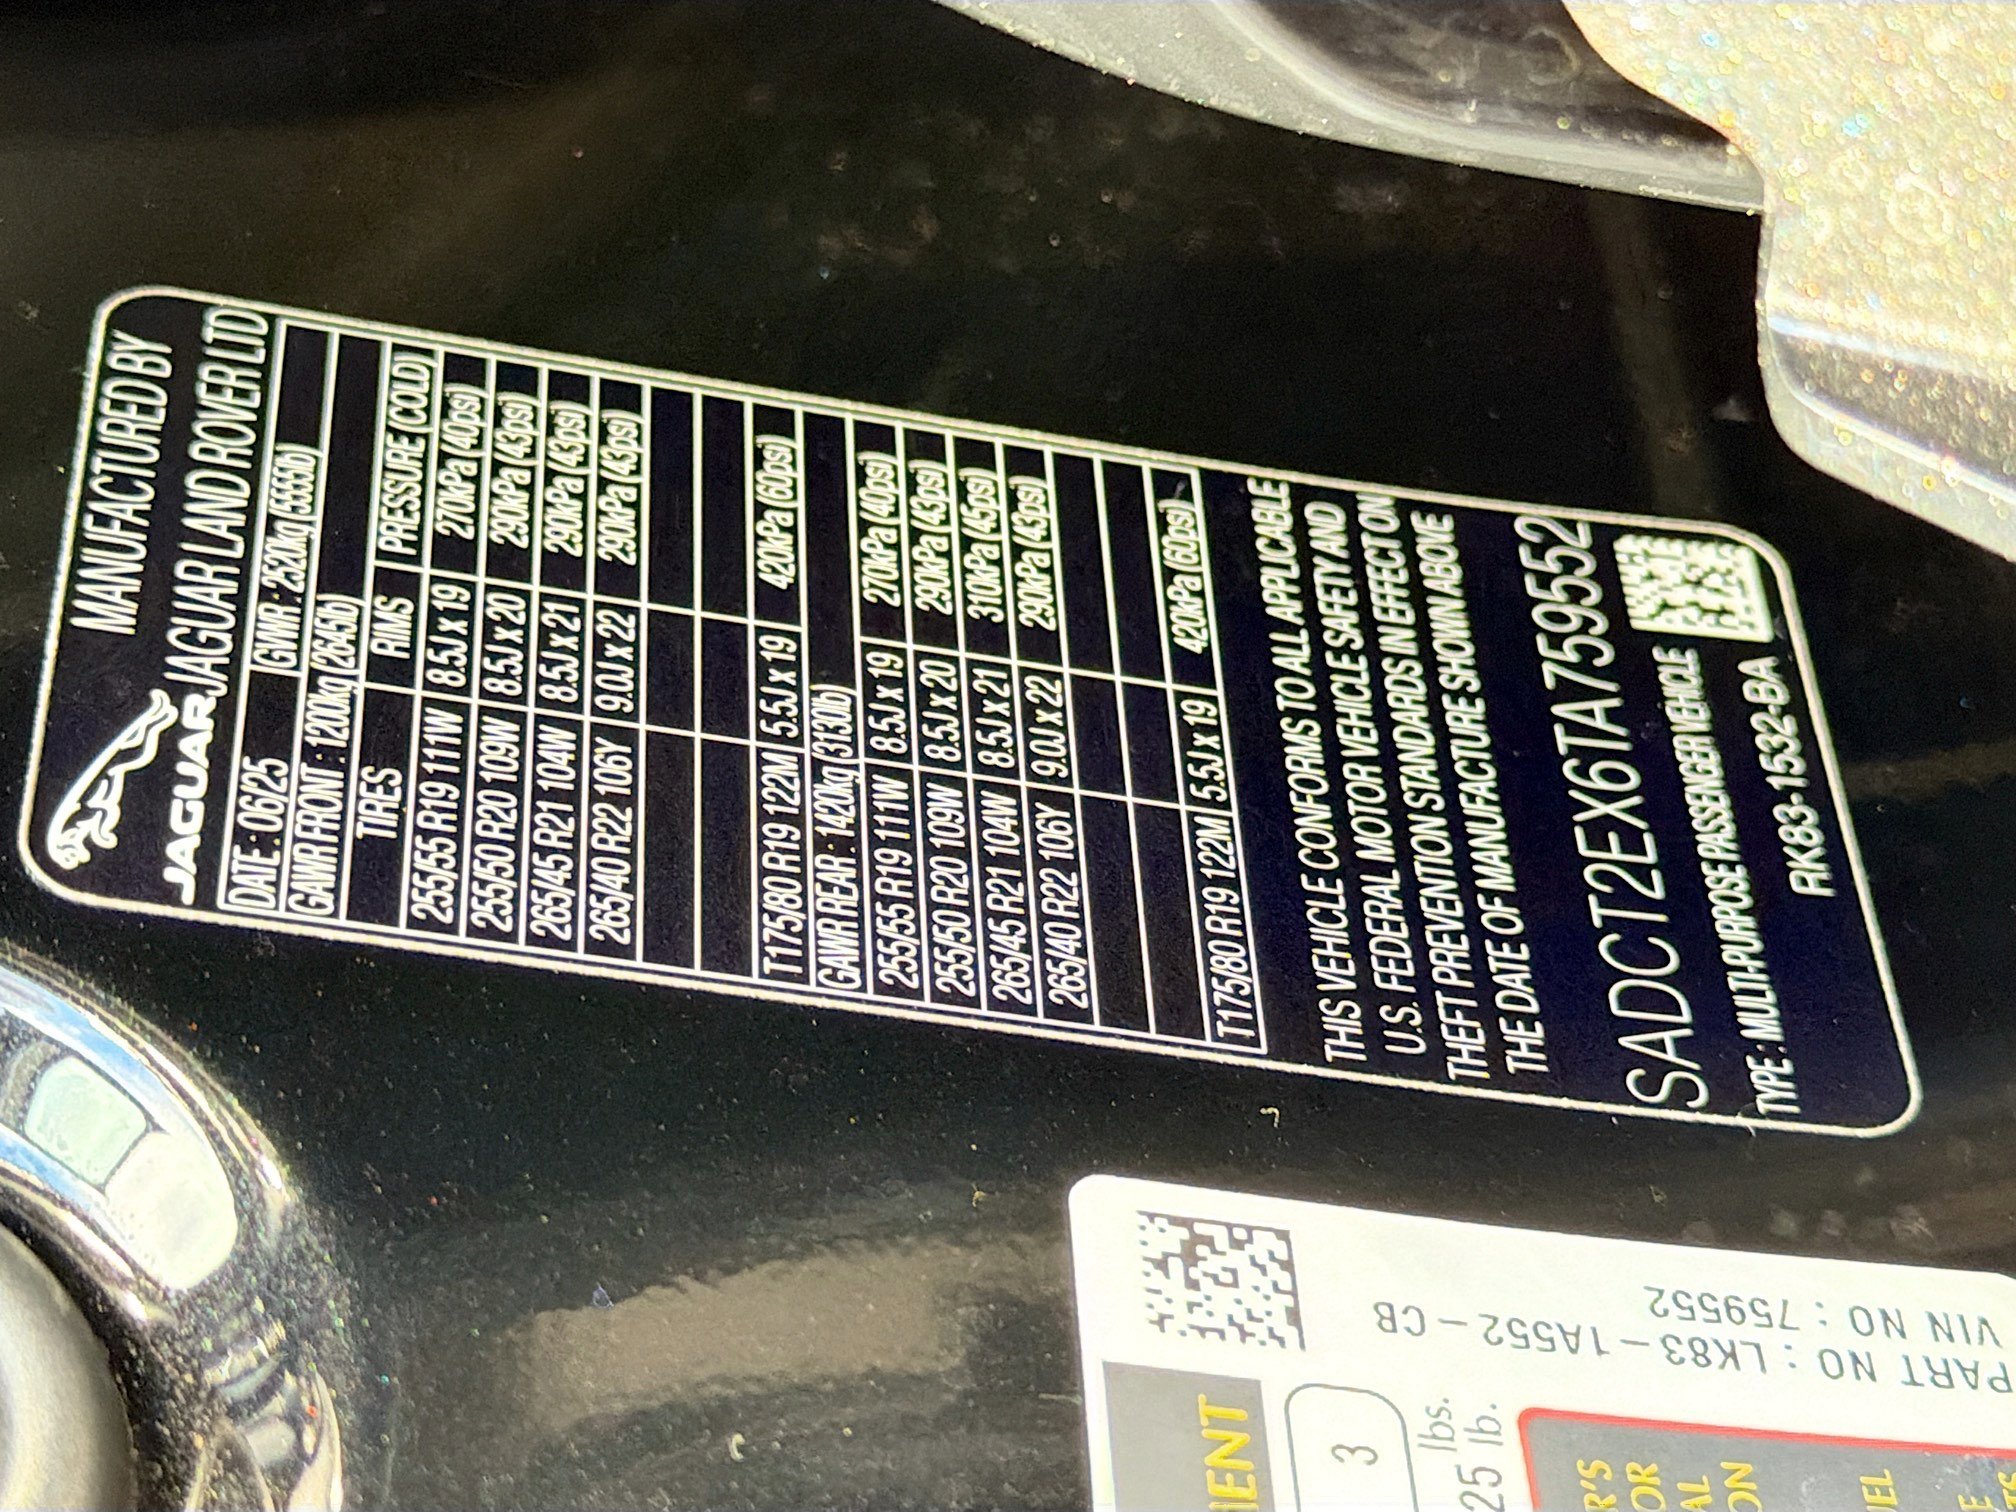 MANUFACTURED BY
JAGUAR JAGUAR LAND ROVER LTD
DATE : 06/25 GVWR : 2520kg (5555lb)
GAWR FRONT : 1200kg (2645lb)
TIRES RIMS PRESSURE (COLD)
255/55 R19 111W 8.5J x 19 270kPa (40psi)
255/50 R20 109W 8.5J x 20 290kPa (43psi)
265/45 R21 104W 8.5J x 21 290kPa (43psi)
265/40 R22 106Y 9.0J x 22 290kPa (43psi)
T175/80 R19 122M 5.5J x 19 420kPa (60psi)
GAWR REAR : 1420kg (3130lb)
255/55 R19 111W 8.5J x 19 270kPa (40psi)
255/50 R20 109W 8.5J x 20 290kPa (43psi)
265/45 R21 104W 8.5J x 21 310kPa (45psi)
265/40 R22 106Y 9.0J x 22 290kPa (43psi)
T175/80 R19 122M 5.5J x 19 420kPa (60psi)
THIS VEHICLE CONFORMS TO ALL APPLICABLE
U.S. FEDERAL MOTOR VEHICLE SAFETY AND
THEFT PREVENTION STANDARDS IN EFFECT ON
THE DATE OF MANUFACTURE SHOWN ABOVE
SADCT2EX6TA759552
TYPE : MULTI-PURPOSE PASSENGER VEHICLE
RK83-1532-BA
PART NO : LK83-1A552-CB
VIN NO : 759552
3
lbs.
25 lb.